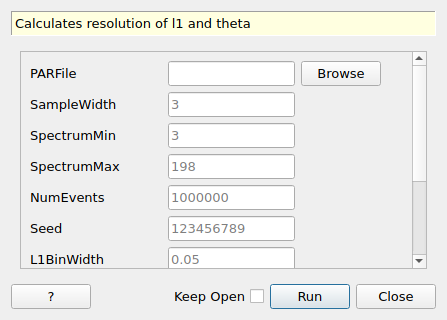 Calculates resolution of l1 and theta
PARFile Browse
SampleWidth 3
SpectrumMin 3
SpectrumMax 198
NumEvents 1000000
Seed 123456789
L1BinWidth 0.05
? Keep Open Run Close